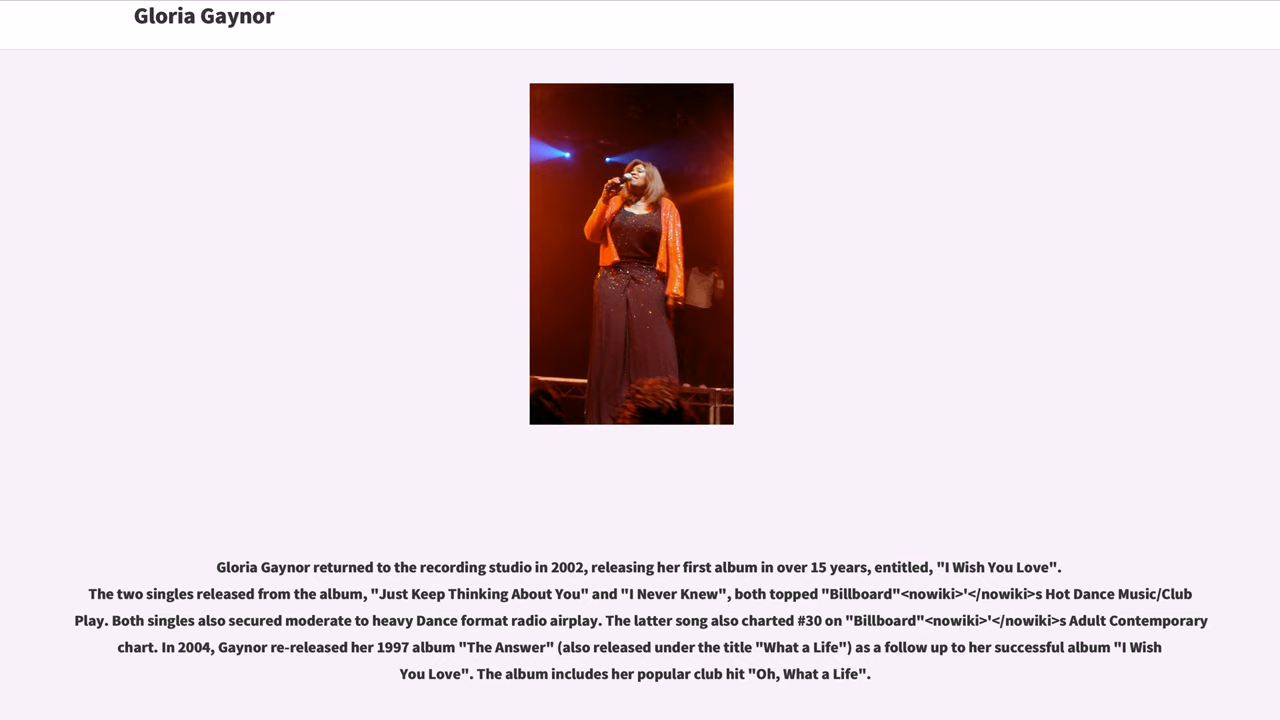 Gloria Gaynor
Gloria Gaynor returned to the recording studio in 2002, releasing her first album in over 15 years, entitled, "I Wish You Love".
The two singles released from the album, "Just Keep Thinking About You" and "I Never Knew", both topped "Billboard"<nowiki>'</nowiki>s Hot Dance Music/Club
Play. Both singles also secured moderate to heavy Dance format radio airplay. The latter song also charted #30 on "Billboard"<nowiki>'</nowiki>s Adult Contemporary
chart. In 2004, Gaynor re-released her 1997 album "The Answer" (also released under the title "What a Life") as a follow up to her successful album "I Wish
You Love". The album includes her popular club hit "Oh, What a Life".